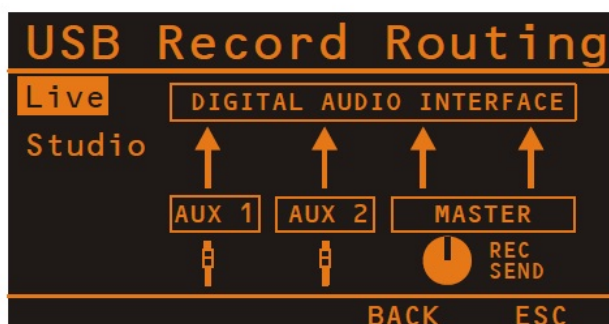 USB Record Routing
Live
DIGITAL AUDIO INTERFACE
Studio
AUX 1 AUX 2 MASTER
REC
SEND
BACK ESC